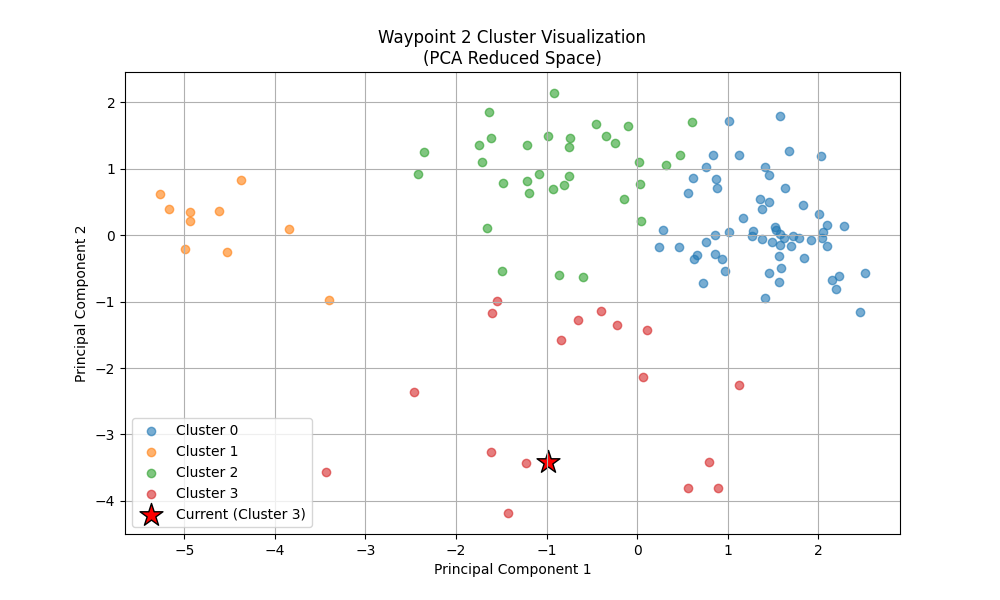 Waypoint 2 Cluster Visualization
(PCA Reduced Space)
Principal Component 2
2
1
0
−1
−2
−3
−4
Cluster 0
Cluster 1
Cluster 2
Cluster 3
Current (Cluster 3)
−5
−4
−3
−2
−1
0
1
2
Principal Component 1